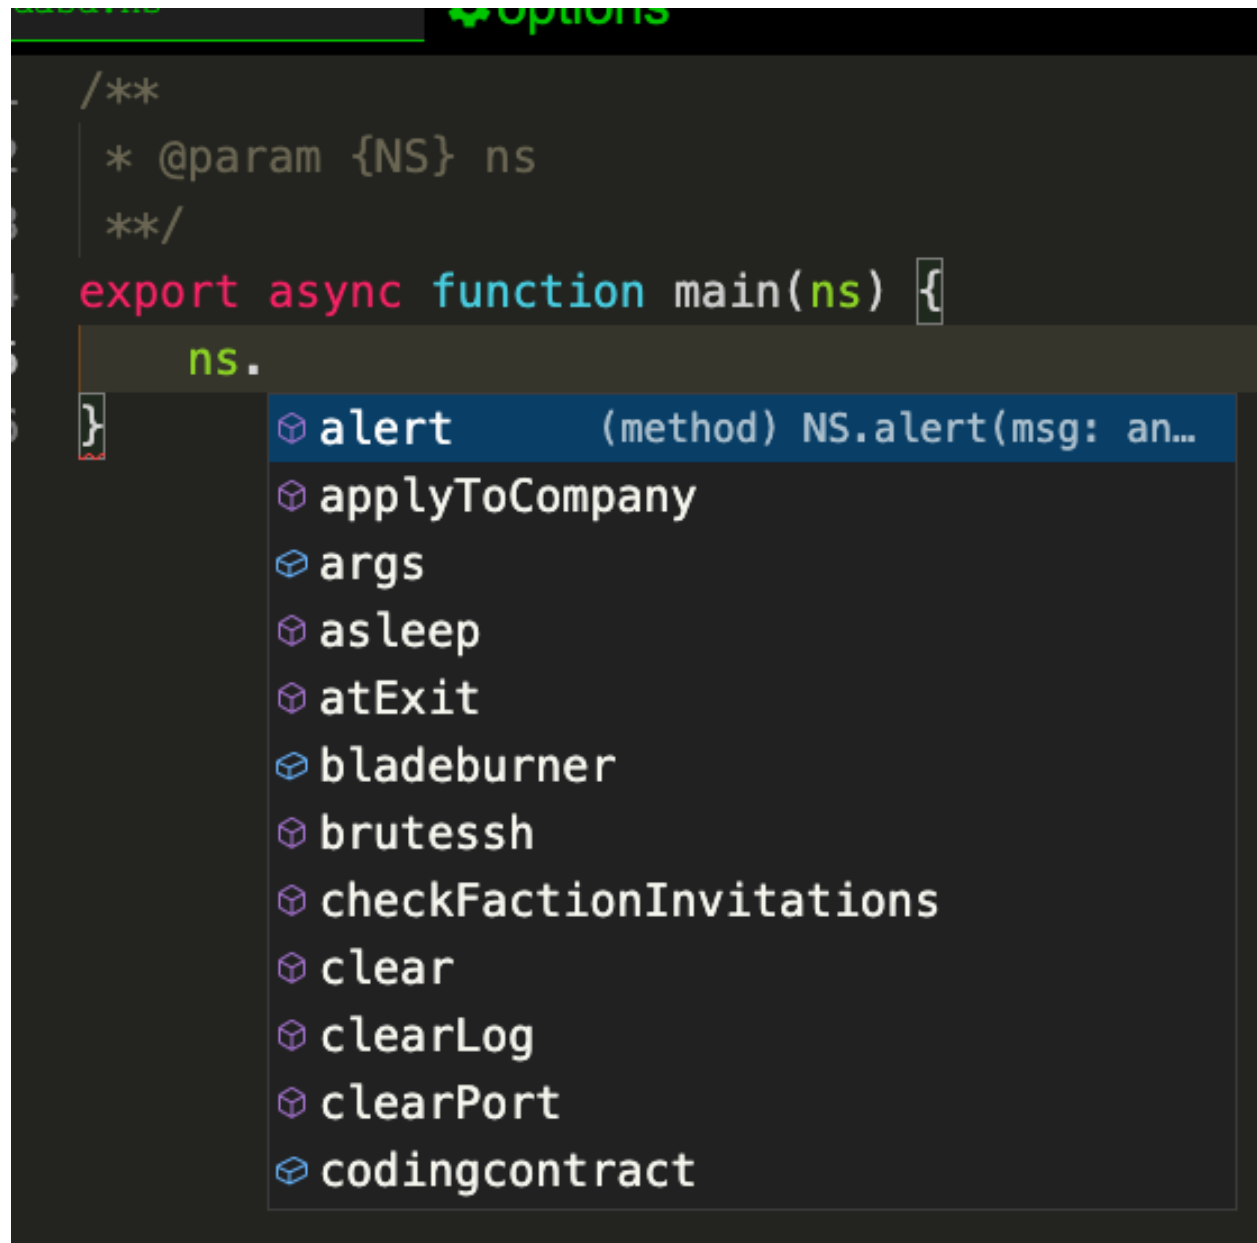 options
/**
* @param {NS} ns
**/
export async function main(ns) {
ns.
}
alert (method) NS.alert(msg: an…
applyToCompany
args
asleep
atExit
bladeburner
brutessh
checkFactionInvitations
clear
clearLog
clearPort
codingcontract